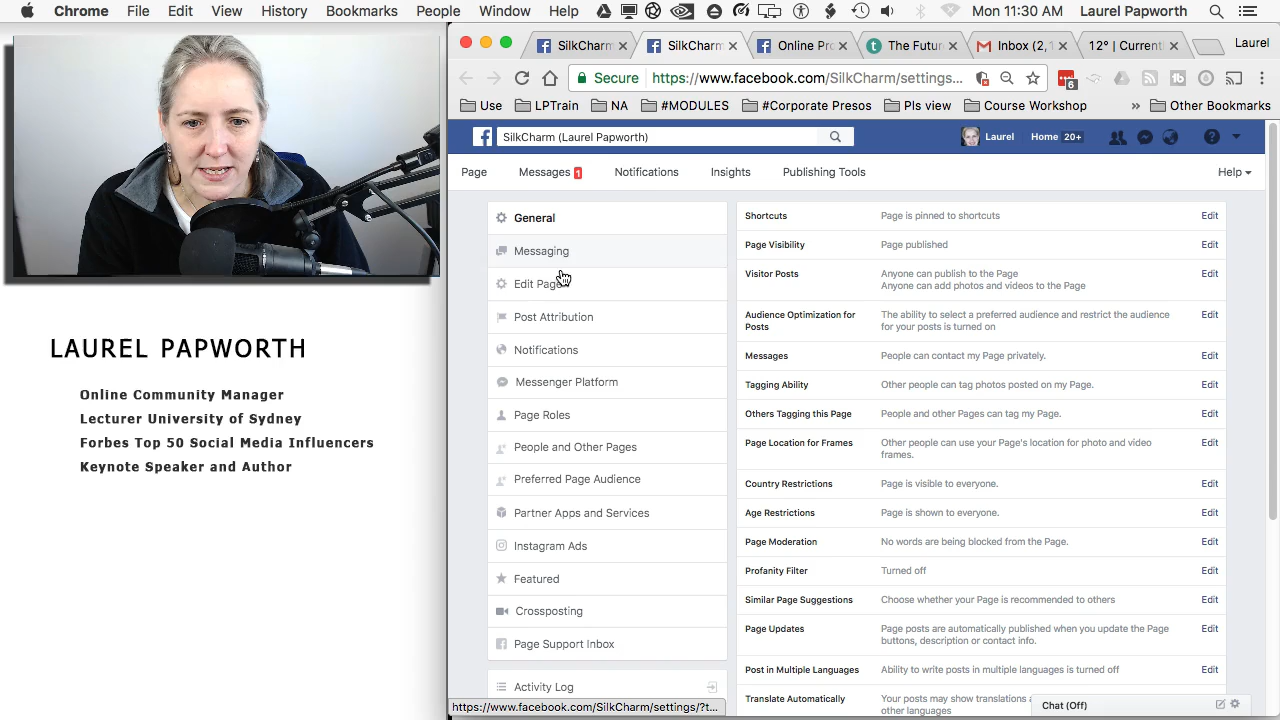 Chrome File Edit View History Bookmarks People Window Help Mon 11:30 AM Laurel Papworth
SilkCharm
SilkCharm
Online Pro
The Futur
Inbox (2,
12° | Current
Laurel
Secure https://www.facebook.com/SilkCharm/settings...
6
Use LPTrain NA #MODULES #Corporate Presos Pls view Course Workshop » Other Bookmarks
SilkCharm (Laurel Papworth)
Laurel Home 20+
Page Messages 1 Notifications Insights Publishing Tools Help
General
Messaging
Edit Page
Post Attribution
Notifications
Messenger Platform
Page Roles
People and Other Pages
Preferred Page Audience
Partner Apps and Services
Instagram Ads
Featured
Crossposting
Page Support Inbox
Activity Log
Shortcuts Page is pinned to shortcuts Edit
Page Visibility Page published Edit
Visitor Posts Anyone can publish to the Page Edit
Anyone can add photos and videos to the Page
Audience Optimization for The ability to select a preferred audience and restrict the audience Edit
Posts for your posts is turned on
Messages People can contact my Page privately. Edit
Tagging Ability Other people can tag photos posted on my Page. Edit
Others Tagging this Page People and other Pages can tag my Page. Edit
Page Location for Frames Other people can use your Page's location for photo and video Edit
frames.
Country Restrictions Page is visible to everyone. Edit
Age Restrictions Page is shown to everyone. Edit
Page Moderation No words are being blocked from the Page. Edit
Profanity Filter Turned off Edit
Similar Page Suggestions Choose whether your Page is recommended to others Edit
Page Updates Page posts are automatically published when you update the Page Edit
buttons, description or contact info.
Post in Multiple Languages Ability to write posts in multiple languages is turned off Edit
Translate Automatically Your posts may show translations Edit
other languages
Chat (Off)
https://www.facebook.com/SilkCharm/settings/?t...
LAUREL PAPWORTH
Online Community Manager
Lecturer University of Sydney
Forbes Top 50 Social Media Influencers
Keynote Speaker and Author